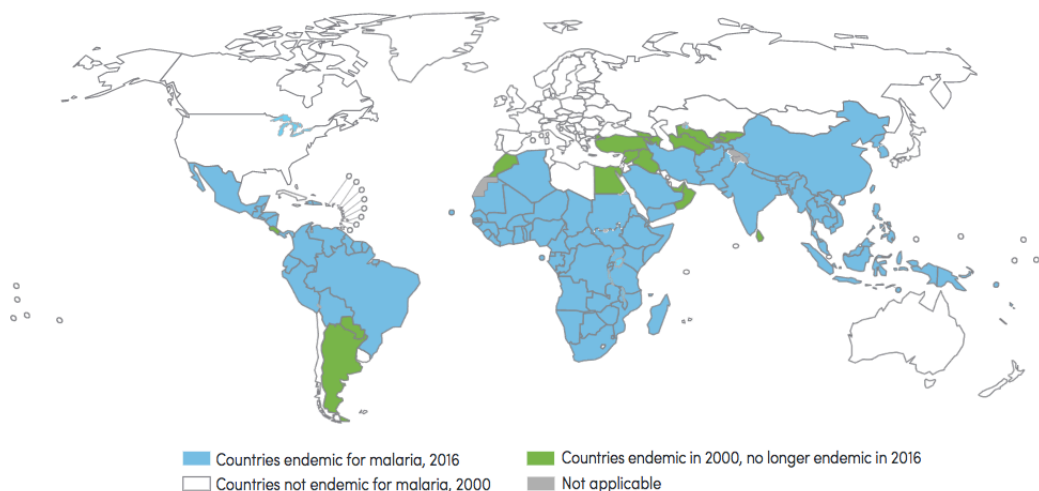 Countries endemic for malaria, 2016
Countries endemic in 2000, no longer endemic in 2016
Countries not endemic for malaria, 2000
Not applicable